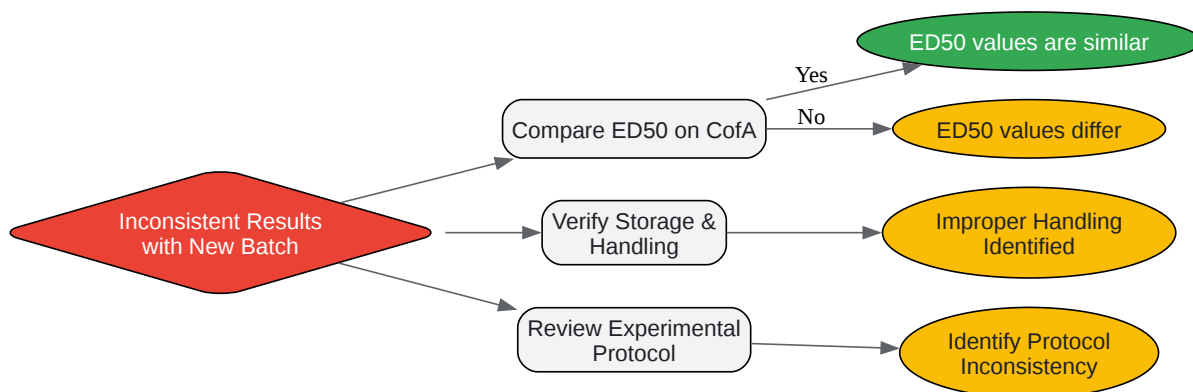 ED50 values are similar
Yes
Compare ED50 on CofA
No
ED50 values differ
Inconsistent Results
with New Batch
Verify Storage &
Handling
Improper Handling
Identified
Review Experimental
Protocol
Identify Protocol
Inconsistency